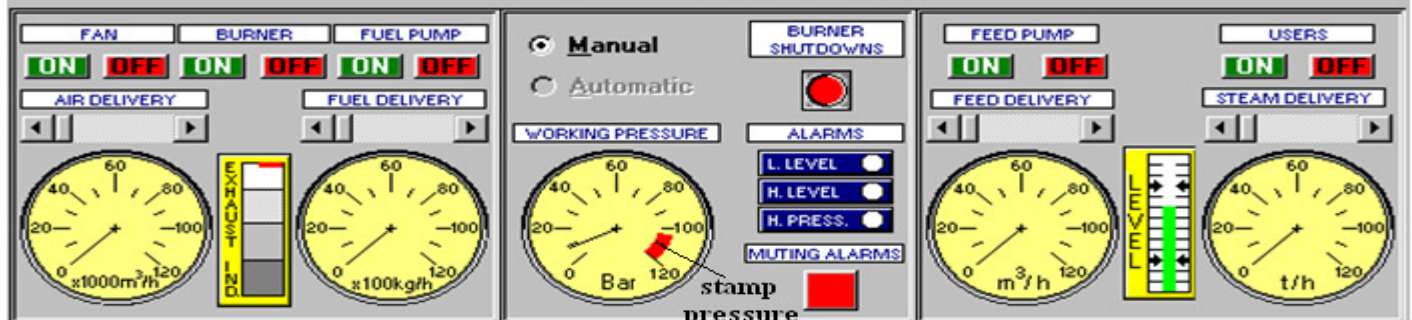 FAN
BURNER
FUEL PUMP
ON OFF ON OFF ON OFF
AIR DELIVERY
FUEL DELIVERY
0 20 40 60 80 100 120
x1000m³/h
EXHAUST IND.
0 20 40 60 80 100 120
x100kg/h
Manual
Automatic
BURNER
SHUTDOWNS
WORKING PRESSURE
0 20 40 60 80 100 120
Bar
stamp
pressure
ALARMS
L. LEVEL
H. LEVEL
H. PRESS.
MUTING ALARMS
FEED PUMP
USERS
ON OFF ON OFF
FEED DELIVERY
STEAM DELIVERY
0 20 40 60 80 100 120
m³/h
LEVEL
0 20 40 60 80 100 120
t/h